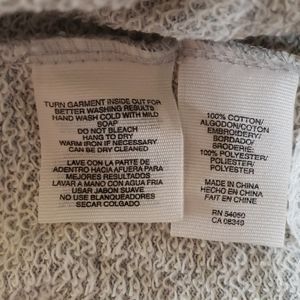 TURN GARMENT INSIDE OUT FOR
BETTER WASHING RESULTS
HAND WASH COLD WITH MILD
SOAP
DO NOT BLEACH
HANG TO DRY
WARM IRON IF NECESSARY
CAN BE DRY CLEANED
LAVE CON LA PARTE DE
ADENTRO HACIA AFUERA PARA
MEJORES RESULTADOS
LAVAR A MANO CON AGUA FRIA
USAR JABON SUAVE
NO USE BLANQUEADORES
SECAR COLGADO
100% COTTON/
ALGODON/COTON
EMBROIDERY/
BORDADO/
BRODERIE:
100% POLYESTER/
POLIESTER/
POLYESTER
MADE IN CHINA
HECHO EN CHINA
FAIT EN CHINE
RN 54050
CA 08349